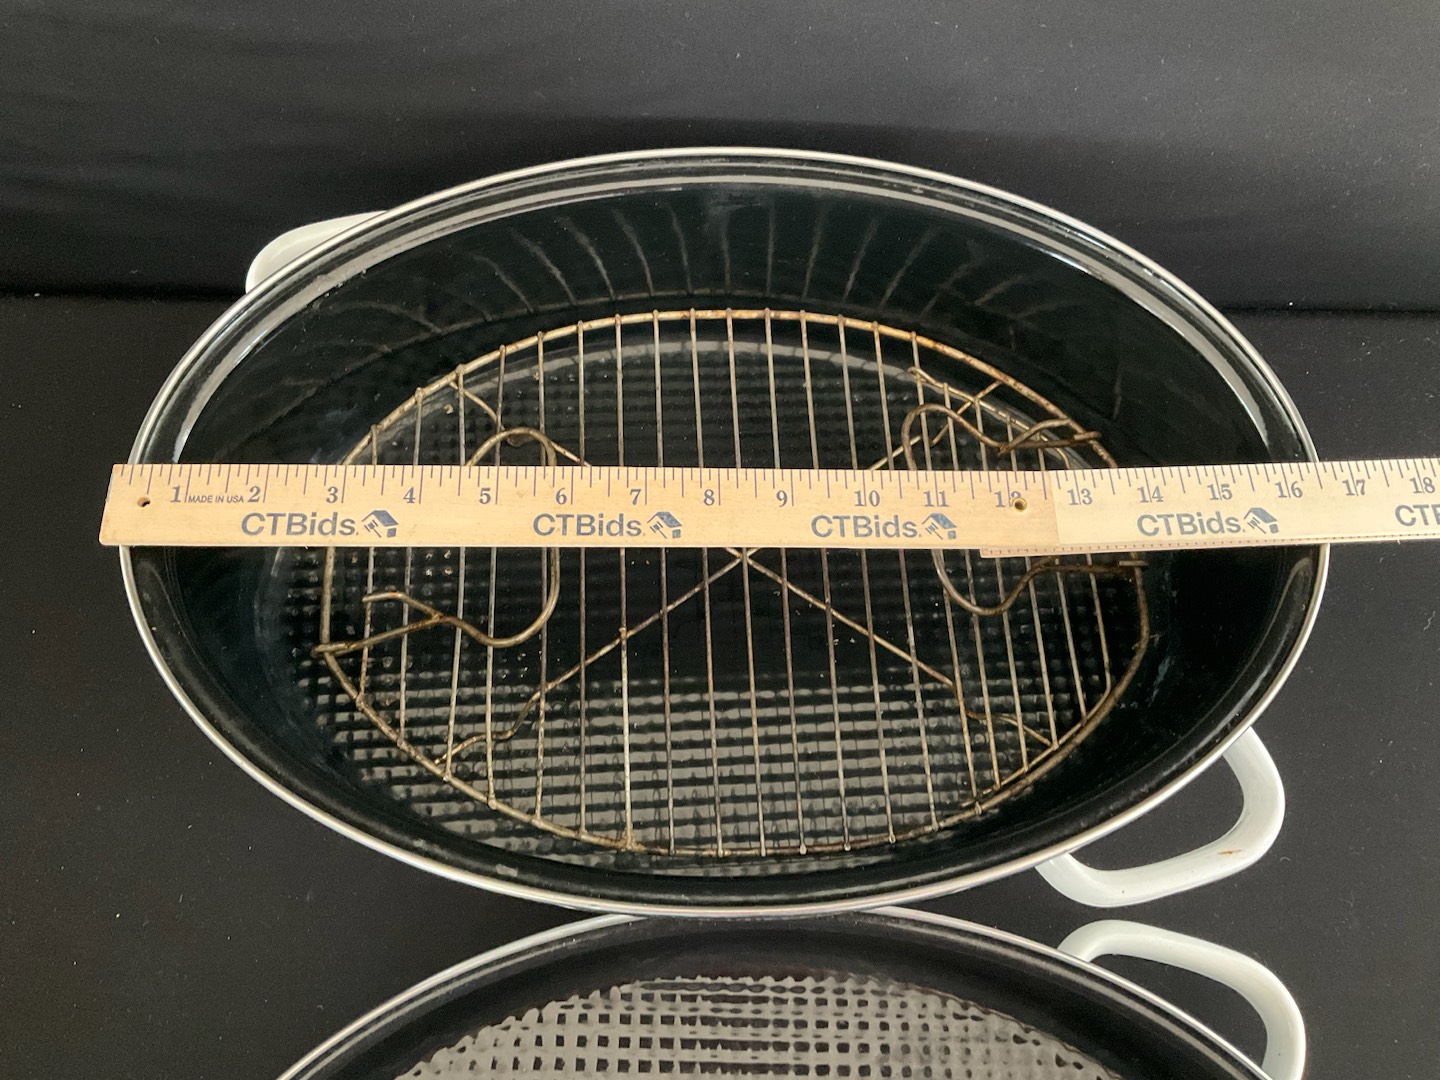 1 MADE IN USA 2 3 4 5 6 7 8 9 10 11 12 13 14 15 16 17 18
CTBids. CTBids. CTBids. CTBids.